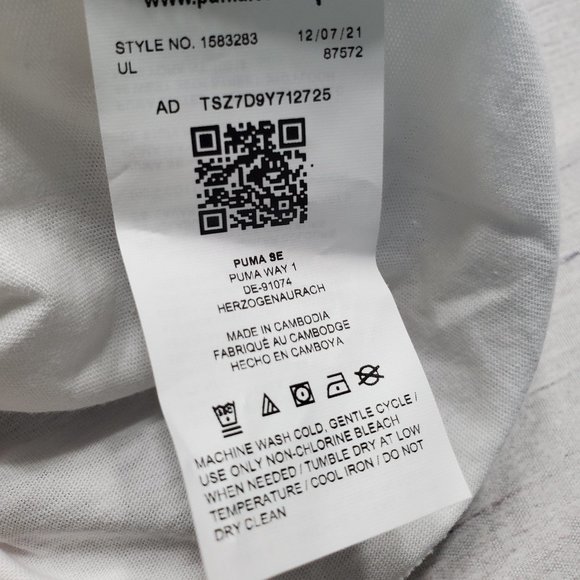 STYLE NO. 1583283 12/07/21
UL 87572
AD TSZ7D9Y712725
PUMA SE
PUMA WAY 1
DE-91074
HERZOGENAURACH
MADE IN CAMBODIA
FABRIQUÉ AU CAMBODGE
HECHO EN CAMBOYA
MACHINE WASH COLD, GENTLE CYCLE /
USE ONLY NON-CHLORINE BLEACH
WHEN NEEDED / TUMBLE DRY AT LOW
TEMPERATURE / COOL IRON / DO NOT
DRY CLEAN